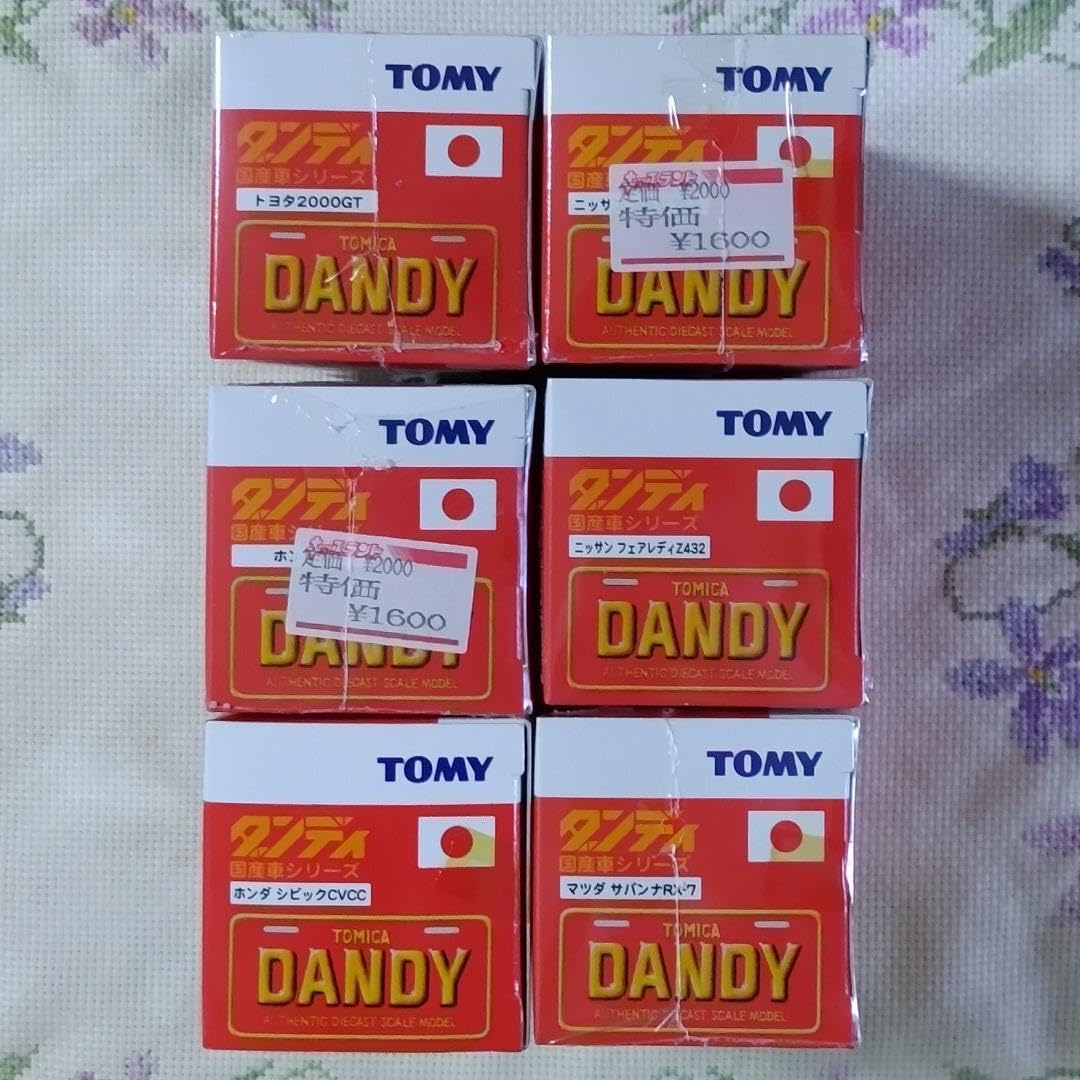 TOMY
ダンディ
国産車シリーズ
トヨタ2000GT
TOMICA
DANDY
AUTHENTIC DIECAST SCALE MODEL
TOMY
ダンディ
国産
ニッサ
定価 ¥2000
特価
¥1600
DANDY
AUTHENTIC DIECAST SCALE MODEL
TOMY
ダンディ
国産車シリーズ
ホン
定価 ¥2000
特価
¥1600
DANDY
AUTHENTIC DIECAST SCALE MODEL
TOMY
ダンディ
国産車シリーズ
ニッサン フェアレディZ432
TOMICA
DANDY
AUTHENTIC DIECAST SCALE MODEL
TOMY
ダンディ
国産車シリーズ
ホンダ シビックCVCC
TOMICA
DANDY
AUTHENTIC DIECAST SCALE MODEL
TOMY
ダンディ
国産車シリーズ
マツダ サバンナRX-7
TOMICA
DANDY
AUTHENTIC DIECAST SCALE MODEL